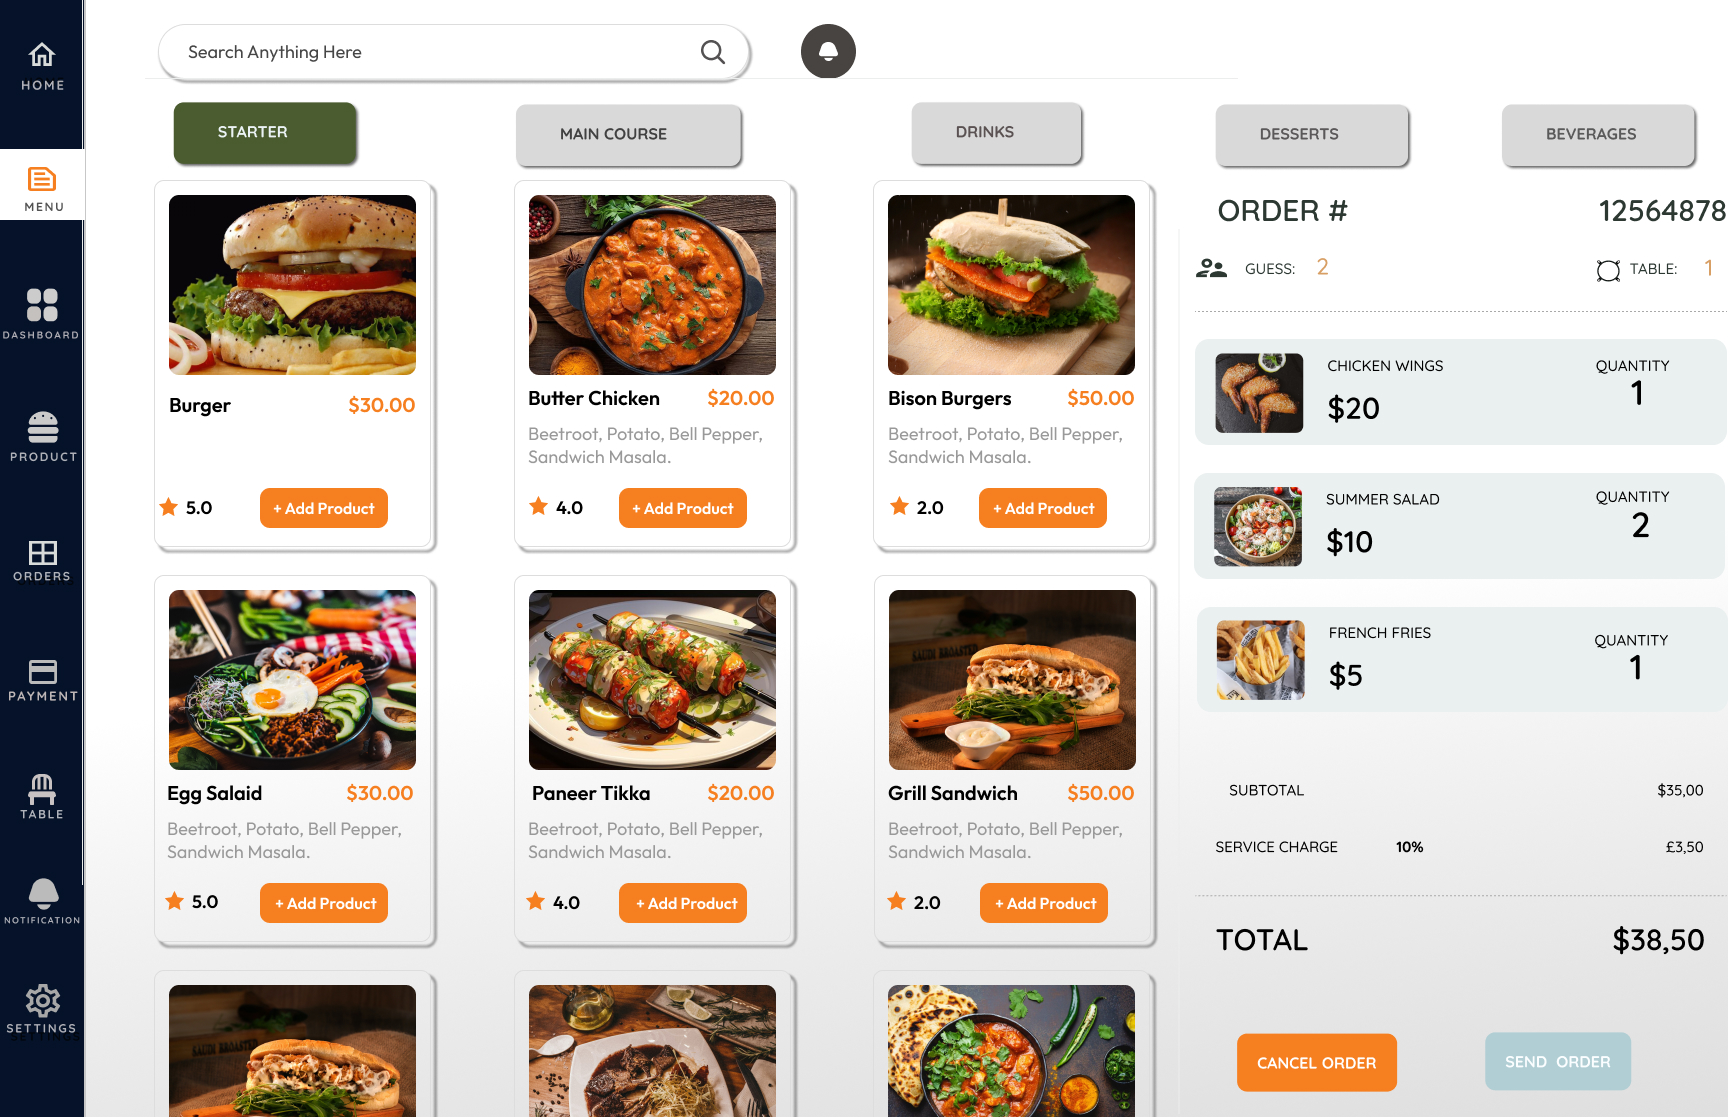 Search Anything Here
HOME
MENU
DASHBOARD
PRODUCT
ORDERS
PAYMENT
TABLE
NOTIFICATION
SETTINGS
SETTINGS
STARTER
MAIN COURSE
DRINKS
DESSERTS
BEVERAGES
Burger $30.00
5.0 + Add Product
Butter Chicken $20.00
Beetroot, Potato, Bell Pepper,
Sandwich Masala.
4.0 + Add Product
Bison Burgers $50.00
Beetroot, Potato, Bell Pepper,
Sandwich Masala.
2.0 + Add Product
Egg Salaid $30.00
Beetroot, Potato, Bell Pepper,
Sandwich Masala.
5.0 + Add Product
Paneer Tikka $20.00
Beetroot, Potato, Bell Pepper,
Sandwich Masala.
4.0 + Add Product
SAUDI ROASTED
Grill Sandwich $50.00
Beetroot, Potato, Bell Pepper,
Sandwich Masala.
2.0 + Add Product
SAUDI ROASTED
ORDER # 12564878
GUESS: 2 TABLE: 1
CHICKEN WINGS QUANTITY
$20 1
SUMMER SALAD QUANTITY
$10 2
FRENCH FRIES QUANTITY
$5 1
SUBTOTAL $35,00
SERVICE CHARGE 10% £3,50
TOTAL $38,50
CANCEL ORDER SEND ORDER